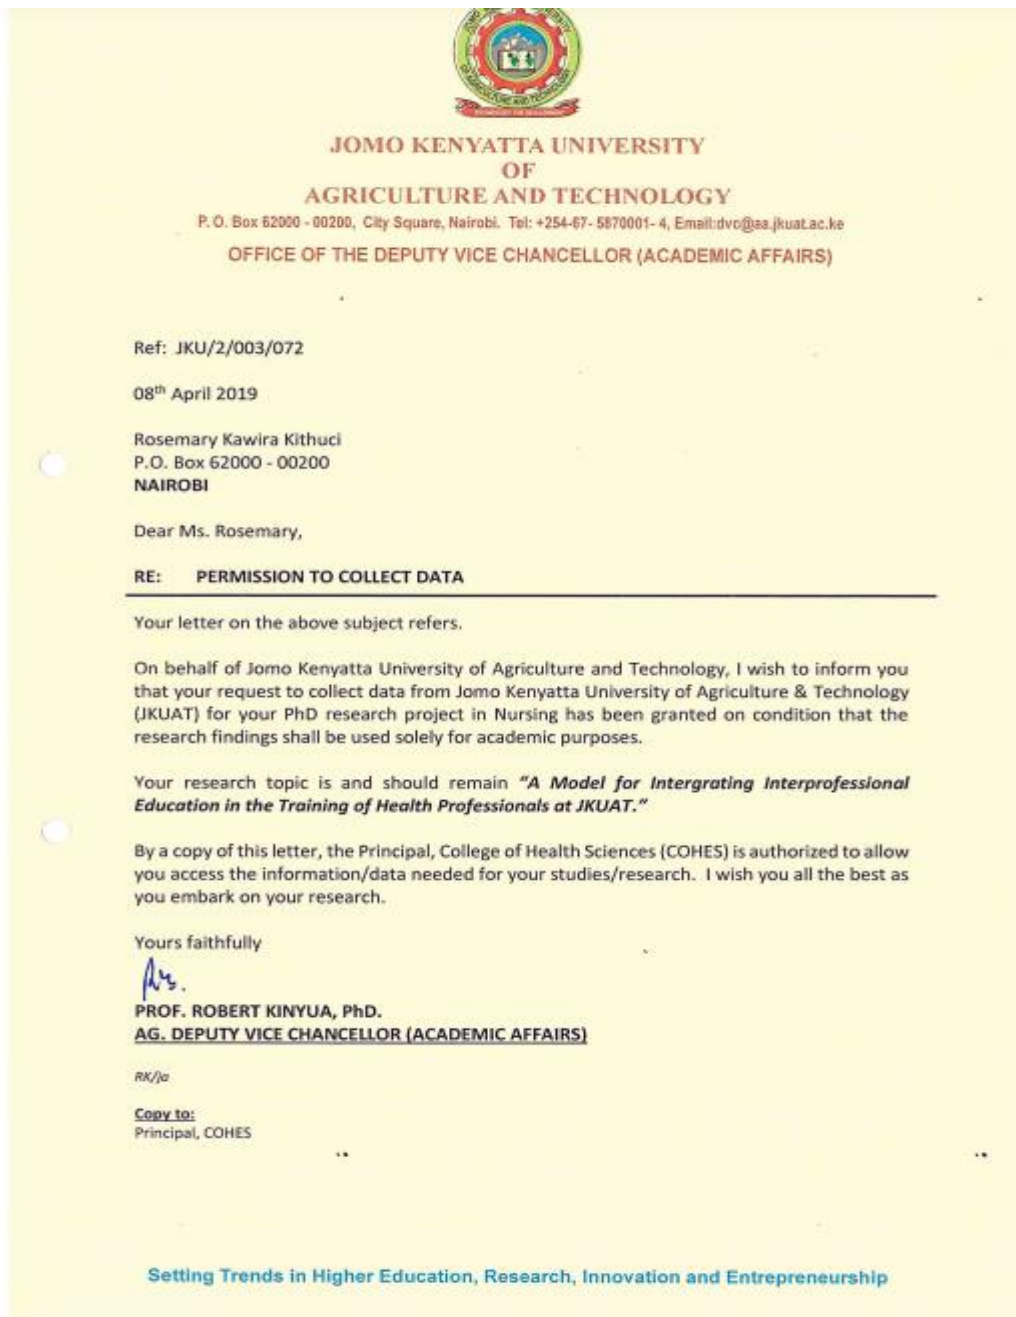 JOMO KENYATTA UNIVERSITY
OF
AGRICULTURE AND TECHNOLOGY
P. O. Box 62000 - 00200, City Square, Nairobi. Tel: +254-67- 5870001- 4, Email:dvc@aa.jkuat.ac.ke
OFFICE OF THE DEPUTY VICE CHANCELLOR (ACADEMIC AFFAIRS)
Ref: JKU/2/003/072
08th April 2019
Rosemary Kawira Kithuci
P.O. Box 62000 - 00200
NAIROBI
Dear Ms. Rosemary,
RE: PERMISSION TO COLLECT DATA
Your letter on the above subject refers.
On behalf of Jomo Kenyatta University of Agriculture and Technology, I wish to inform you
that your request to collect data from Jomo Kenyatta University of Agriculture & Technology
(JKUAT) for your PhD research project in Nursing has been granted on condition that the
research findings shall be used solely for academic purposes.
Your research topic is and should remain "A Model for Intergrating Interprofessional
Education in the Training of Health Professionals at JKUAT."
By a copy of this letter, the Principal, College of Health Sciences (COHES) is authorized to allow
you access the information/data needed for your studies/research. I wish you all the best as
you embark on your research.
Yours faithfully
PROF. ROBERT KINYUA, PhD.
AG. DEPUTY VICE CHANCELLOR (ACADEMIC AFFAIRS)
RK/ja
Copy to:
Principal, COHES
Setting Trends in Higher Education, Research, Innovation and Entrepreneurship